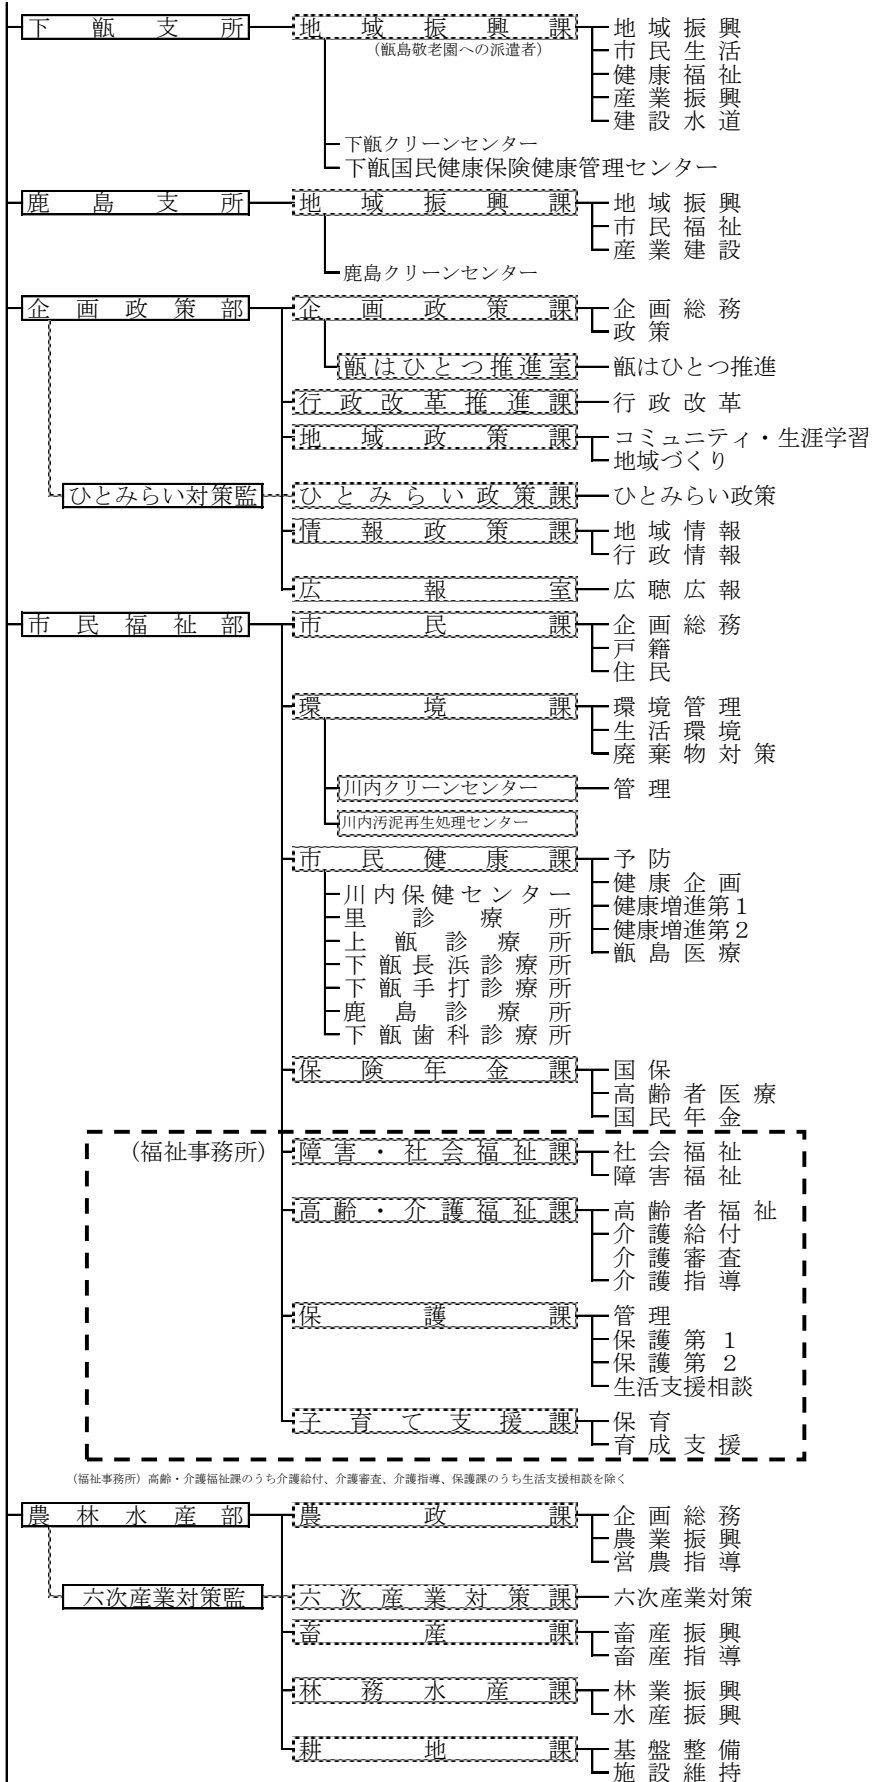 下甑支所 地域振興課 地域振興
（甑島敬老園への派遣者） 市民生活
健康福祉
産業振興
建設水道
下甑クリーンセンター
下甑国民健康保険健康管理センター
鹿島支所 地域振興課 地域振興
市民福祉
産業建設
鹿島クリーンセンター
企画政策部 企画政策課 企画総務
政策
甑はひとつ推進室 甑はひとつ推進
行政改革推進課 行政改革
地域政策課 コミュニティ・生涯学習
地域づくり
ひとみらい対策監 ひとみらい政策課 ひとみらい政策
情報政策課 地域情報
行政情報
広報室 広聴広報
市民福祉部 市民課 企画総務
戸籍
住民
環境課 環境管理
生活環境
廃棄物対策
川内クリーンセンター 管理
川内汚泥再生処理センター
市民健康課 予防
健康企画
川内保健センター
里診療所 健康増進第１
上甑診療所 健康増進第２
下甑長浜診療所 甑島医療
下甑手打診療所
鹿島診療所
下甑歯科診療所
保険年金課 国保
高齢者医療
国民年金
（福祉事務所） 障害・社会福祉課 社会福祉
障害福祉
高齢・介護福祉課 高齢者福祉
介護給付
介護審査
介護指導
保護課 管理
保護第１
保護第２
生活支援相談
子育て支援課 保育
育成支援
（福祉事務所）高齢・介護福祉課のうち介護給付、介護審査、介護指導、保護課のうち生活支援相談を除く
農林水産部 農政課 企画総務
農業振興
営農指導
六次産業対策監 六次産業対策課 六次産業対策
畜産課 畜産振興
畜産指導
林務水産課 林業振興
水産振興
耕地課 基盤整備
施設維持